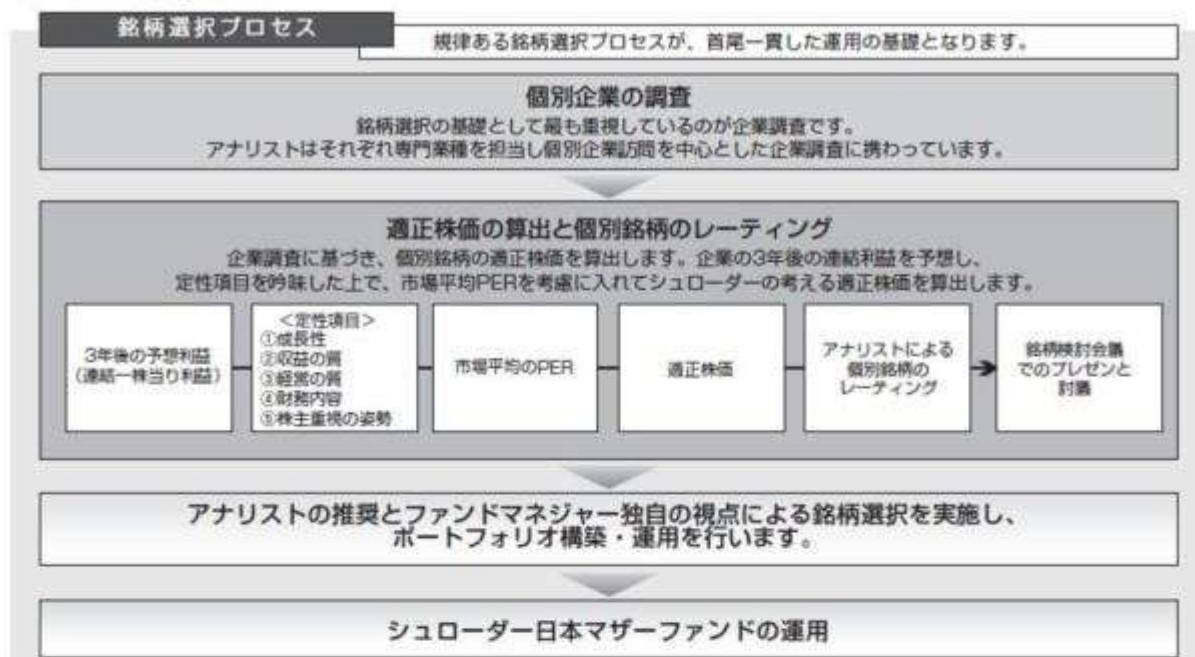 銘柄選択プロセス
規律ある銘柄選択プロセスが、首尾一貫した運用の基礎となります。
個別企業の調査
銘柄選択の基礎として最も重視しているのが企業調査です。
アナリストはそれぞれ専門業種を担当し個別企業訪問を中心とした企業調査に携わっています。
適正株価の算出と個別銘柄のレーティング
企業調査に基づき、個別銘柄の適正株価を算出します。企業の3年後の連結利益を予想し、
定性項目を吟味した上で、市場平均PERを考慮に入れてシュローダーの考える適正株価を算出します。
3年後の予想利益
(連結一株当り利益)
<定性項目>
①成長性
②収益の質
③経営の質
④財務内容
⑤株主重視の姿勢
市場平均のPER
適正株価
アナリストによる
個別銘柄の
レーティング
銘柄検討会議
でのプレゼンと
討議
アナリストの推奨とファンドマネジャー独自の視点による銘柄選択を実施し、
ポートフォリオ構築・運用を行います。
シュローダー日本マザーファンドの運用